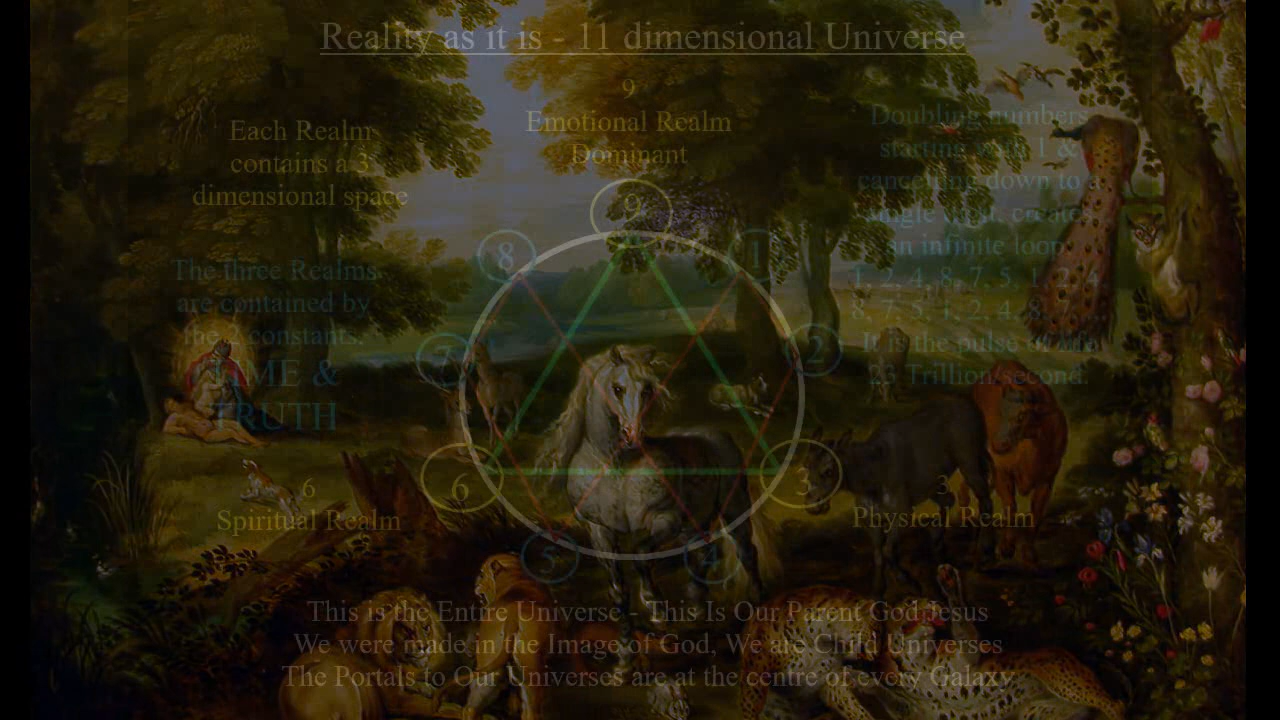 Reality as it is - 11 dimensional Universe
9
Emotional Realm
Dominant
Each Realm
contains a 3
dimensional space
The Three Realms
are contained by
the 2 constants.
TIME &
TRUTH
Doubling numbers
starting with 1 &
cancelling down to a
single digit, creates
an infinite loop
1, 2, 4, 8, 7, 5, 1, 2, 4,
8, 7, 5, 1, 2, 4, 8,
It is the pulse of life
23 Trillion/second.
9
8
1
7
2
6
3
5
4
6
Spiritual Realm
3
Physical Realm
This is the Entire Universe - This Is Our Parent God Jesus
We were made in the Image of God, We are Child Universes
The Portals to Our Universes are at the centre of every Galaxy